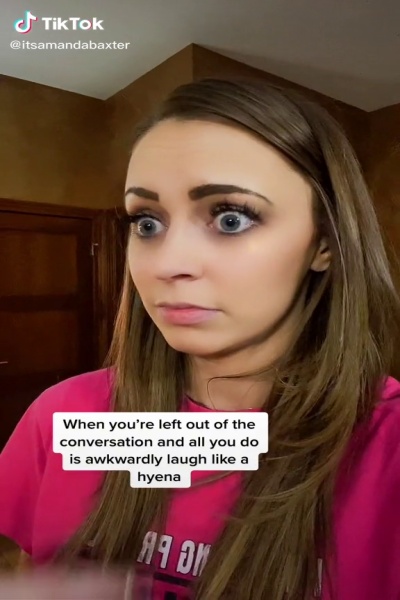 TikTok
@itsamandabaxter
When you're left out of the
conversation and all you do
is awkwardly laugh like a
hyena